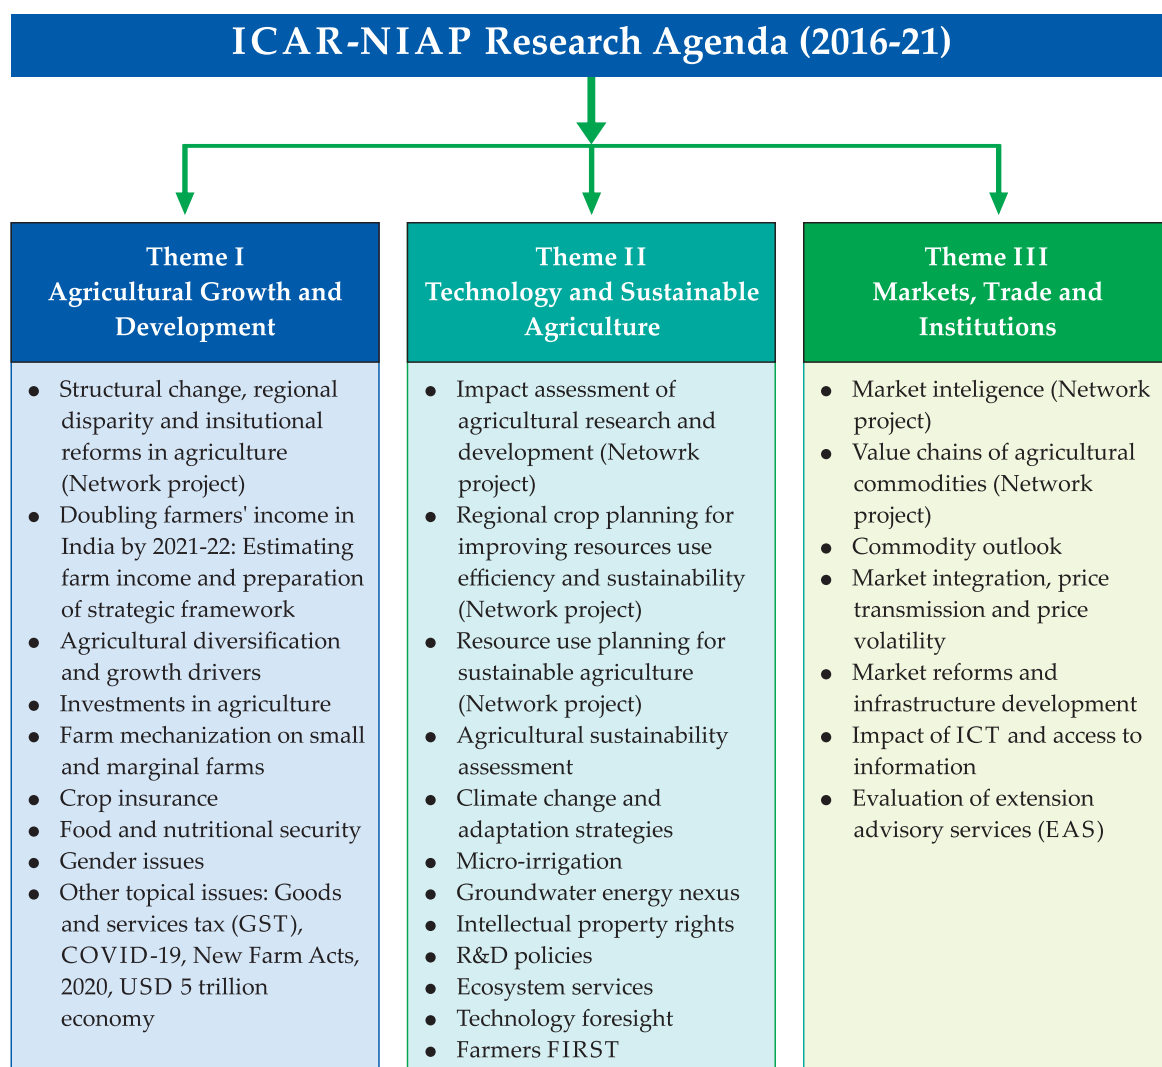 ICAR-NIAP Research Agenda (2016-21)
Theme I
Agricultural Growth and
Development
● Structural change, regional
disparity and insitutional
reforms in agriculture
(Network project)
● Doubling farmers' income in
India by 2021-22: Estimating
farm income and preparation
of strategic framework
● Agricultural diversification
and growth drivers
● Investments in agriculture
● Farm mechanization on small
and marginal farms
● Crop insurance
● Food and nutritional security
● Gender issues
● Other topical issues: Goods
and services tax (GST),
COVID-19, New Farm Acts,
2020, USD 5 trillion
economy
Theme II
Technology and Sustainable
Agriculture
● Impact assessment of
agricultural research and
development (Netowrk
project)
● Regional crop planning for
improving resources use
efficiency and sustainability
(Network project)
● Resource use planning for
sustainable agriculture
(Network project)
● Agricultural sustainability
assessment
● Climate change and
adaptation strategies
● Micro-irrigation
● Groundwater energy nexus
● Intellectual property rights
● R&D policies
● Ecosystem services
● Technology foresight
● Farmers FIRST
Theme III
Markets, Trade and
Institutions
● Market inteligence (Network
project)
● Value chains of agricultural
commodities (Network
project)
● Commodity outlook
● Market integration, price
transmission and price
volatility
● Market reforms and
infrastructure development
● Impact of ICT and access to
information
● Evaluation of extension
advisory services (EAS)